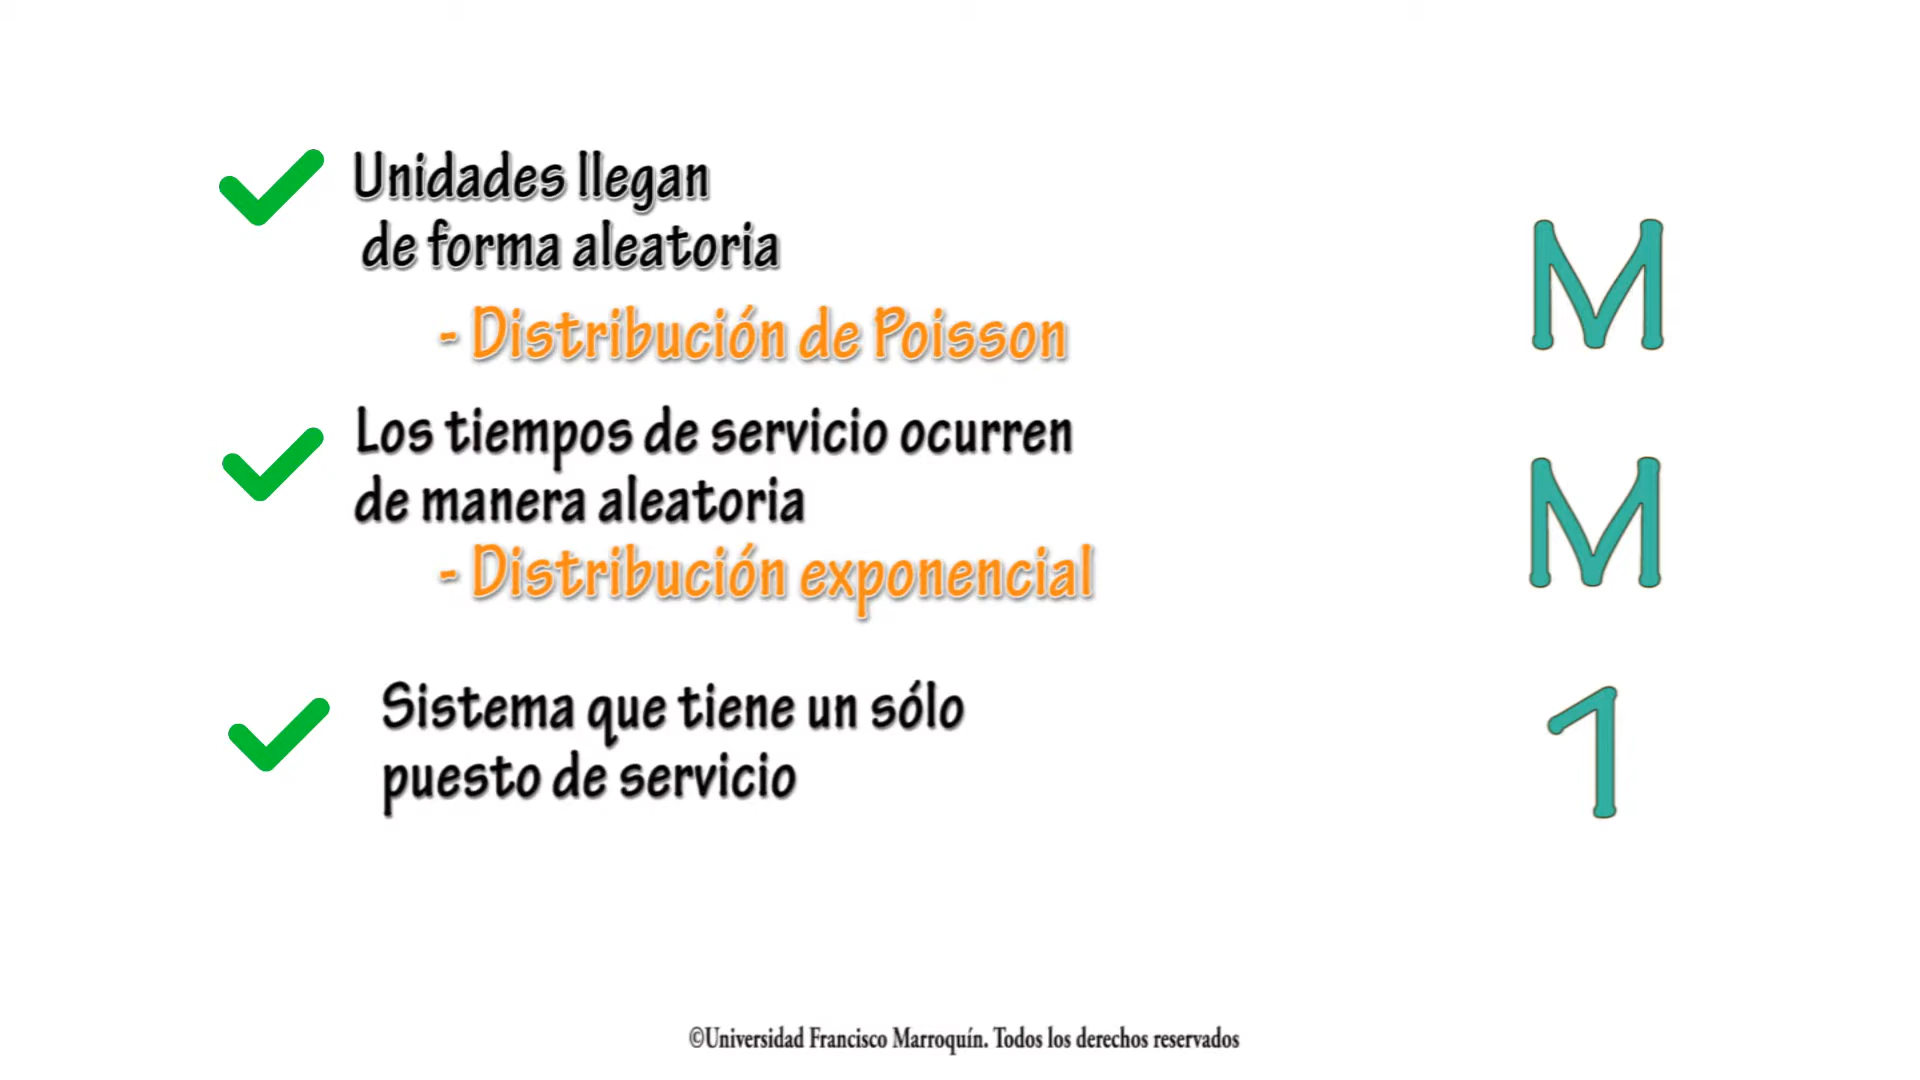 Unidades llegan
de forma aleatoria
- Distribución de Poisson
M
Los tiempos de servicio ocurren
de manera aleatoria
- Distribución exponencial
M
Sistema que tiene un sólo
puesto de servicio
1
©Universidad Francisco Marroquín. Todos los derechos reservados